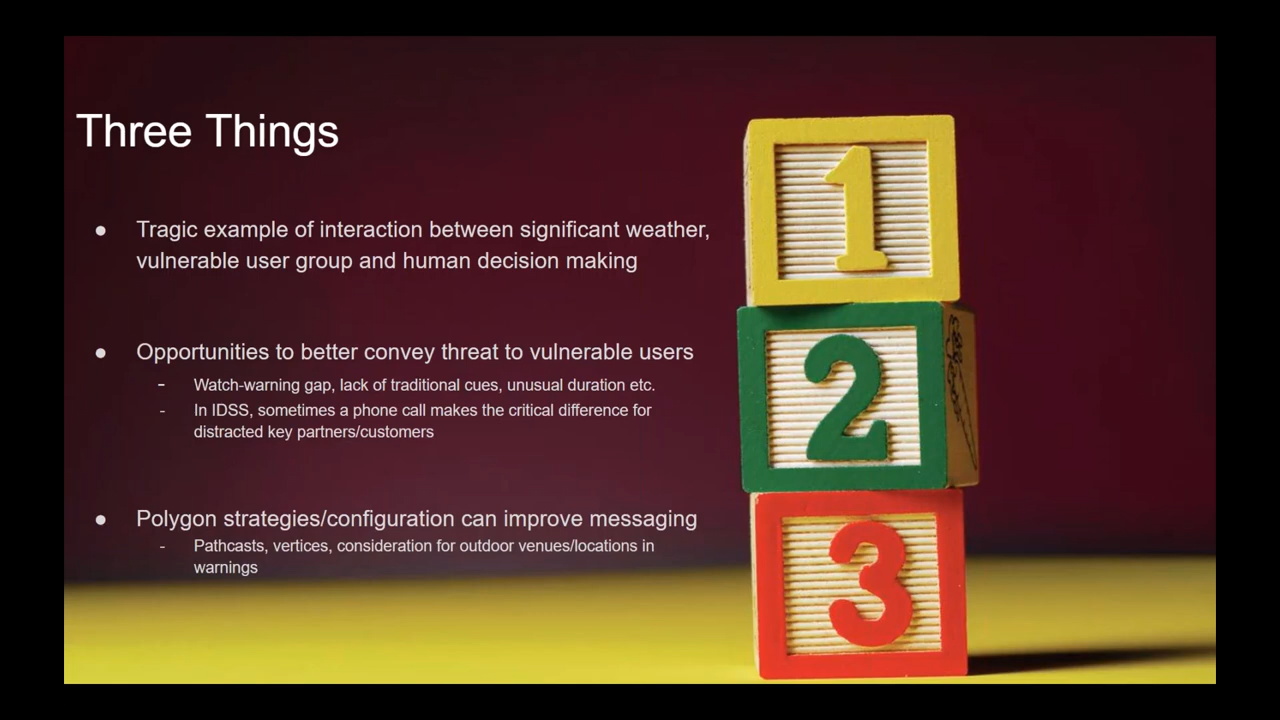 Three Things
● Tragic example of interaction between significant weather,
vulnerable user group and human decision making
● Opportunities to better convey threat to vulnerable users
- Watch-warning gap, lack of traditional cues, unusual duration etc.
- In IDSS, sometimes a phone call makes the critical difference for
distracted key partners/customers
● Polygon strategies/configuration can improve messaging
- Pathcasts, vertices, consideration for outdoor venues/locations in
warnings
1
2
3